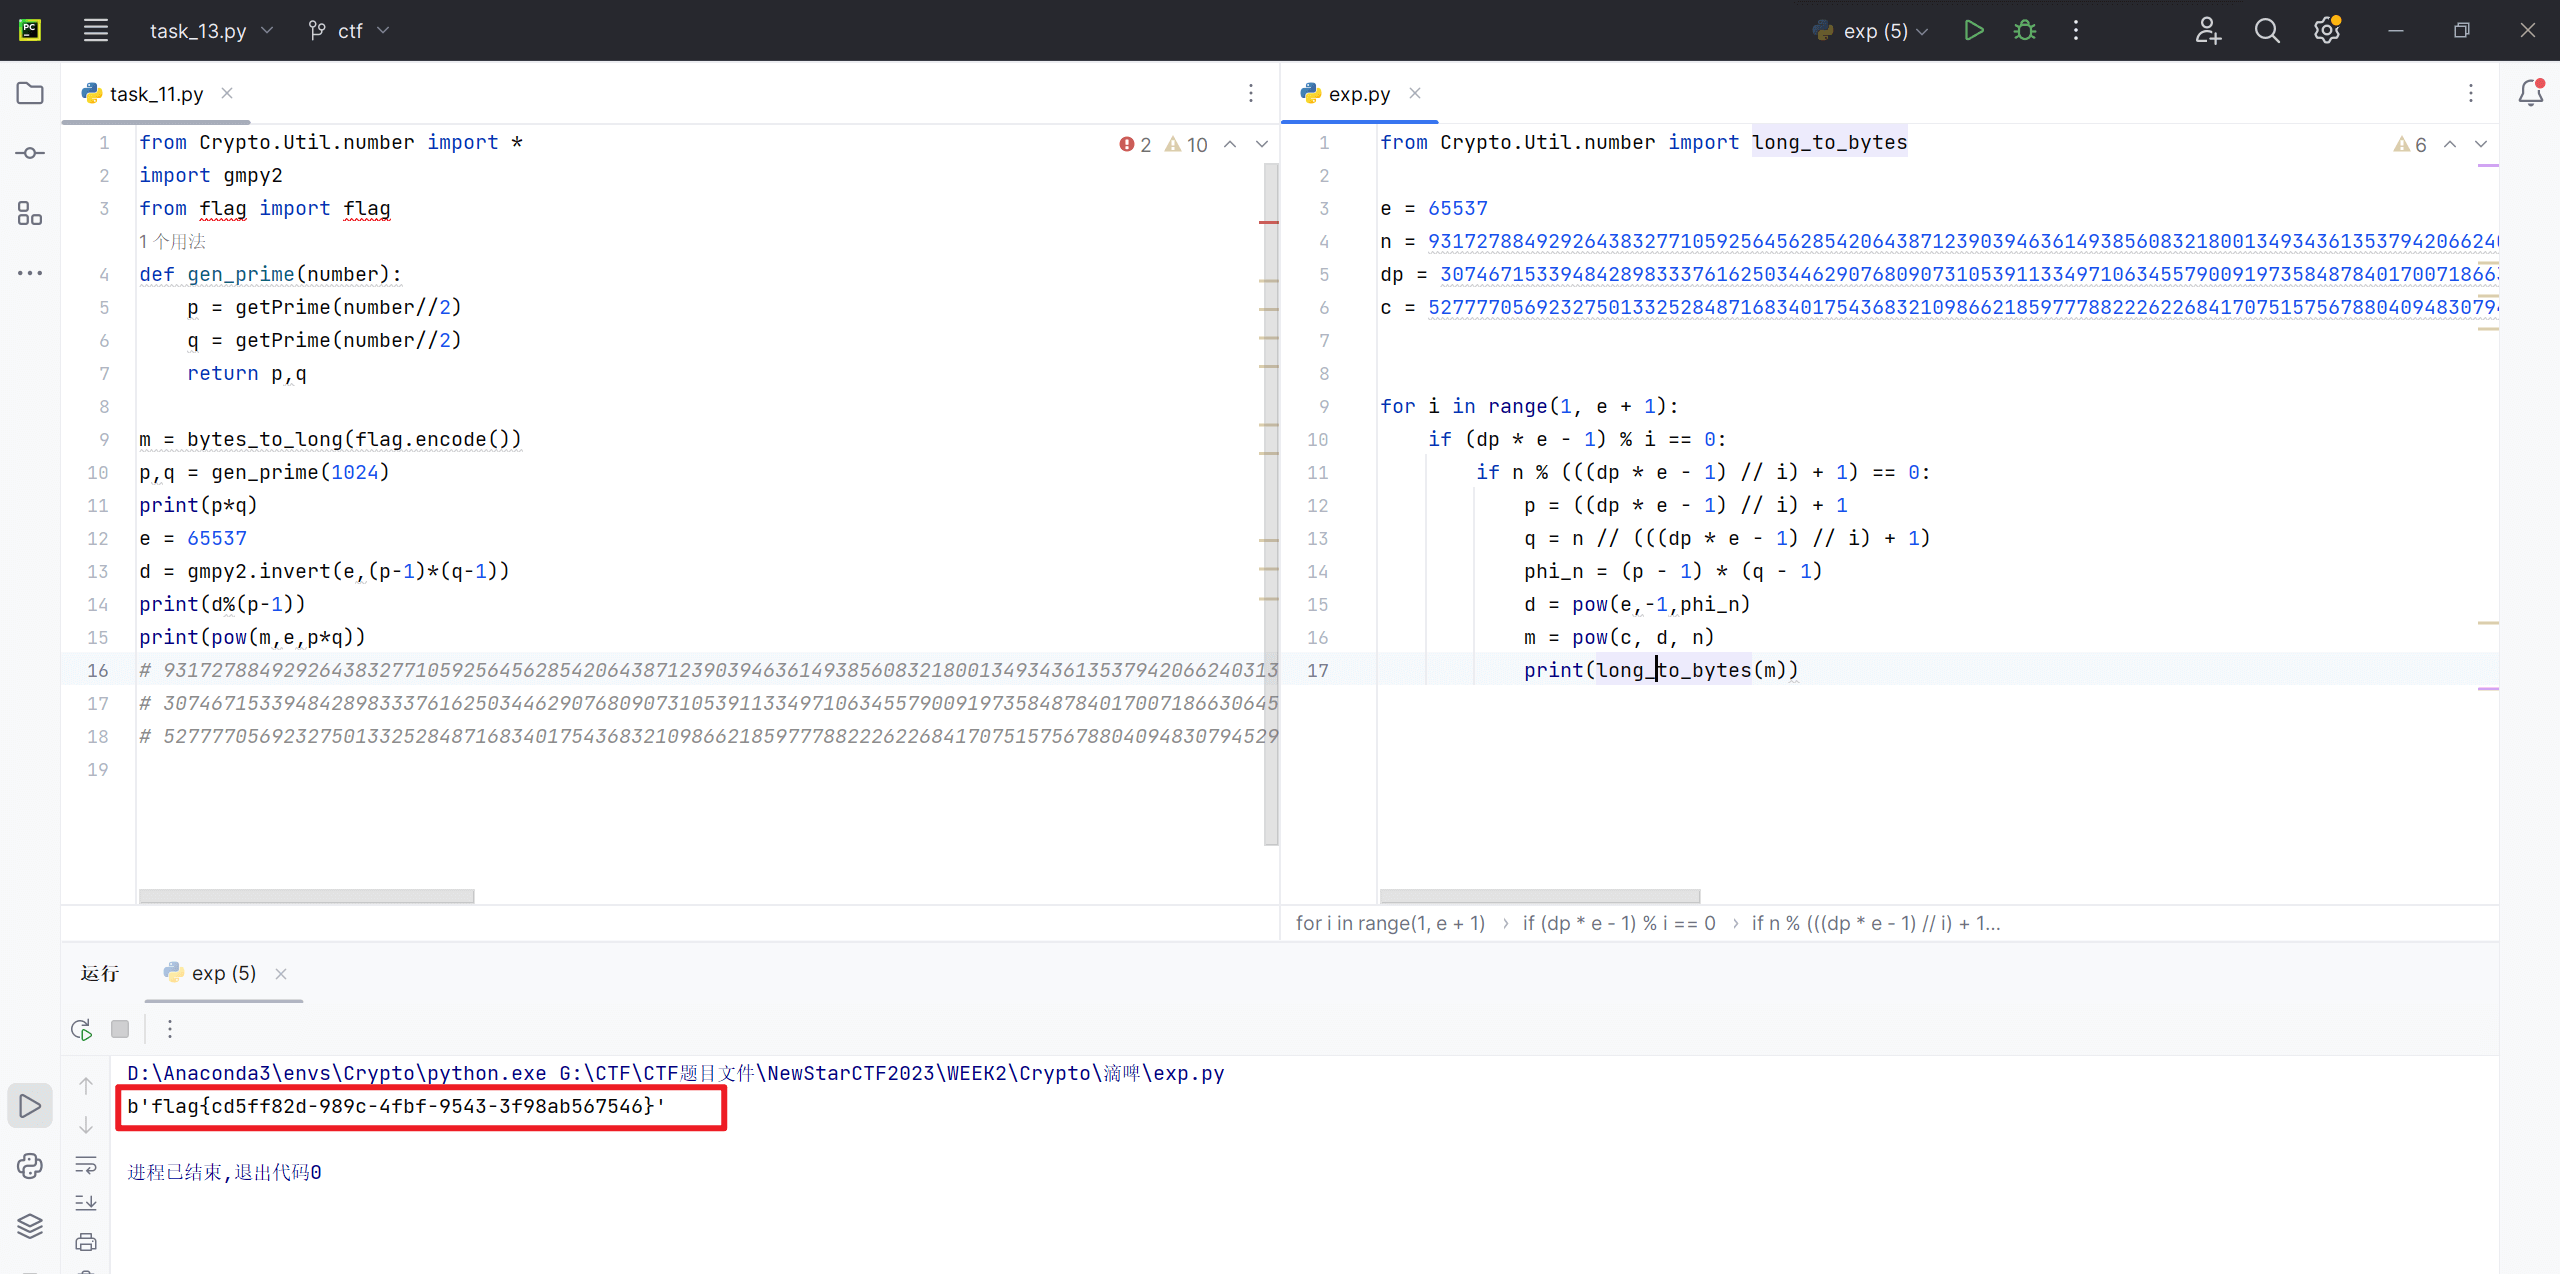 task_13.py
ctf
exp (5)
task_11.py
2
10
1 from Crypto.Util.number import *
2 import gmpy2
3 from flag import flag
1 个用法
4 def gen_prime(number):
5 p = getPrime(number//2)
6 q = getPrime(number//2)
7 return p,q
8
9 m = bytes_to_long(flag.encode())
10 p,q = gen_prime(1024)
11 print(p*q)
12 e = 65537
13 d = gmpy2.invert(e,(p-1)*(q-1))
14 print(d%(p-1))
15 print(pow(m,e,p*q))
16 # 931727884929264383277105925645628542064387123903946361493856083218001349343613537942066240313
17 # 307467153394842898333761625034462907680907310539113349710634557900919735848784017007186630645
18 # 52777705692327501332528487168340175436832109866218597778822262268417075157567880409483079452​9
19
exp.py
6
1 from Crypto.Util.number import long_to_bytes
2
3 e = 65537
4 n = 931727884929264383277105925645628542064387123903946361493856083218001349343613537942066240
5 dp = 307467153394842898333761625034462907680907310539113349710634557900919735848784017007186630
6 c = 52777705692327501332528487168340175436832109866218597778822262268417075157567880409483079​4
7
8
9 for i in range(1, e + 1):
10 if (dp * e - 1) % i == 0:
11 if n % (((dp * e - 1) // i) + 1) == 0:
12 p = ((dp * e - 1) // i) + 1
13 q = n // (((dp * e - 1) // i) + 1)
14 phi_n = (p - 1) * (q - 1)
15 d = pow(e,-1,phi_n)
16 m = pow(c, d, n)
17 print(long_to_bytes(m))
for i in range(1, e + 1) › if (dp * e - 1) % i == 0 › if n % (((dp * e - 1) // i) + 1...
运行
exp (5)
D:\Anaconda3\envs\Crypto\python.exe G:\CTF\CTF题目文件\NewStarCTF2023\WEEK2\Crypto\滴啤\exp.py
b'flag{cd5ff82d-989c-4fbf-9543-3f98ab567546}'
进程已结束,退出代码0